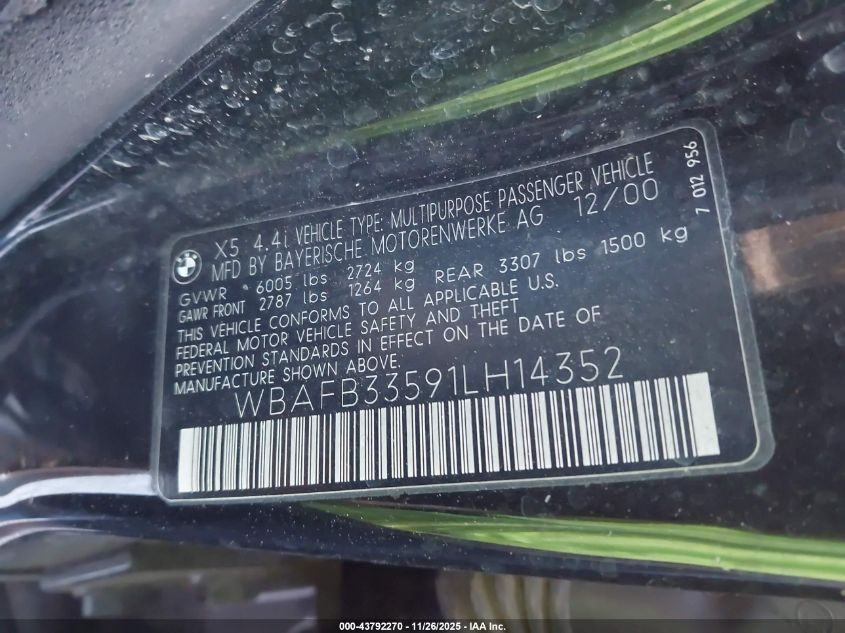 BMW
X5 4.4i VEHICLE TYPE: MULTIPURPOSE PASSENGER VEHICLE
MFD BY BAYERISCHE MOTORENWERKE AG 12/00
GVWR 6005 lbs 2724 kg
GAWR FRONT 2787 lbs 1264 kg REAR 3307 lbs 1500 kg
THIS VEHICLE CONFORMS TO ALL APPLICABLE U.S.
FEDERAL MOTOR VEHICLE SAFETY AND THEFT
PREVENTION STANDARDS IN EFFECT ON THE DATE OF
MANUFACTURE SHOWN ABOVE.
WBAFB33591LH14352
7 012 956
000-43792270 - 11/26/2025 - IAA Inc.